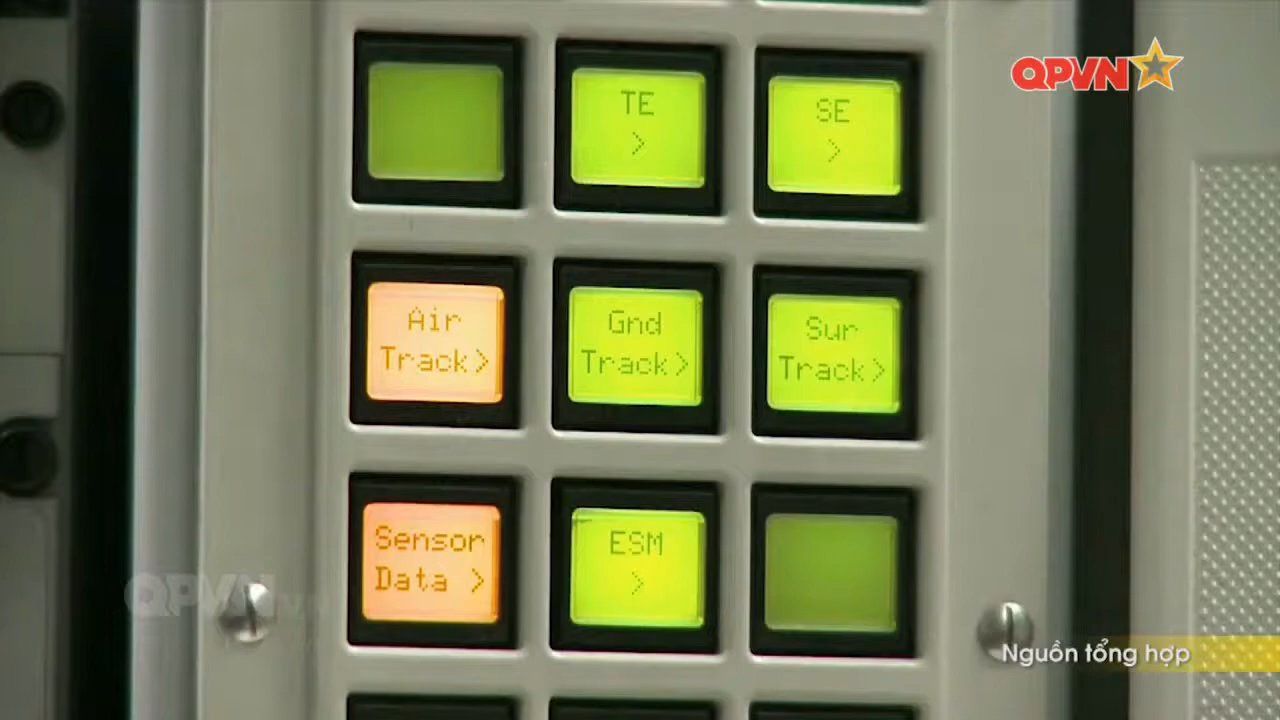 QPVN
TE
>
SE
>
Air
Track>
Gnd
Track>
Sur
Track>
Sensor
Data >
ESM
>
QPVN
Nguồn tổng hợp